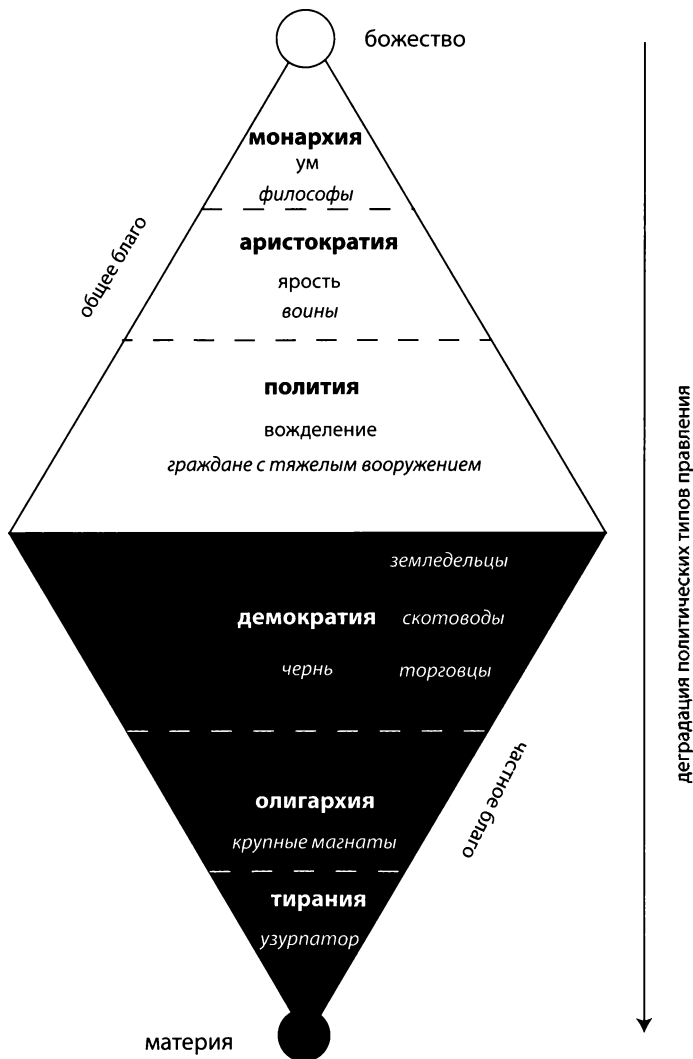 божество
монархия
ум
философы
общее благо
аристократия
ярость
воины
полития
вожделение
граждане с тяжелым вооружением
деградация политических типов правления
земледельцы
демократия скотоводы
чернь торговцы
частное благо
олигархия
крупные магнаты
тирания
узурпатор
материя